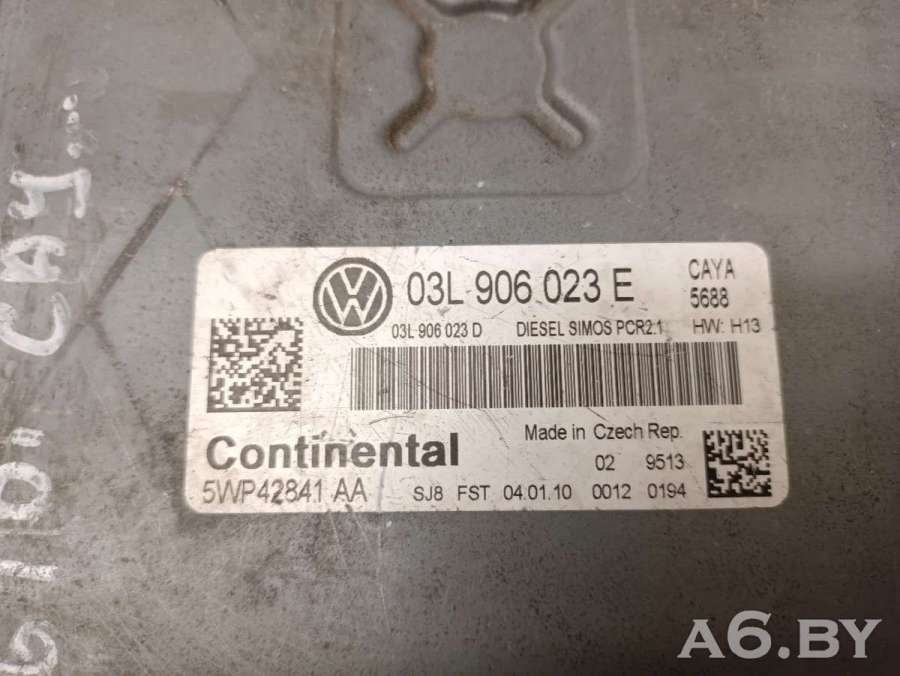 03L 906 023 E
CAYA
5688
03L 906 023 D DIESEL SIMOS PCR2.1 HW: H13
Continental
Made in Czech Rep.
02 9513
5WP42841 AA SJ8 FST 04.01.10 0012 0194
A6.BY